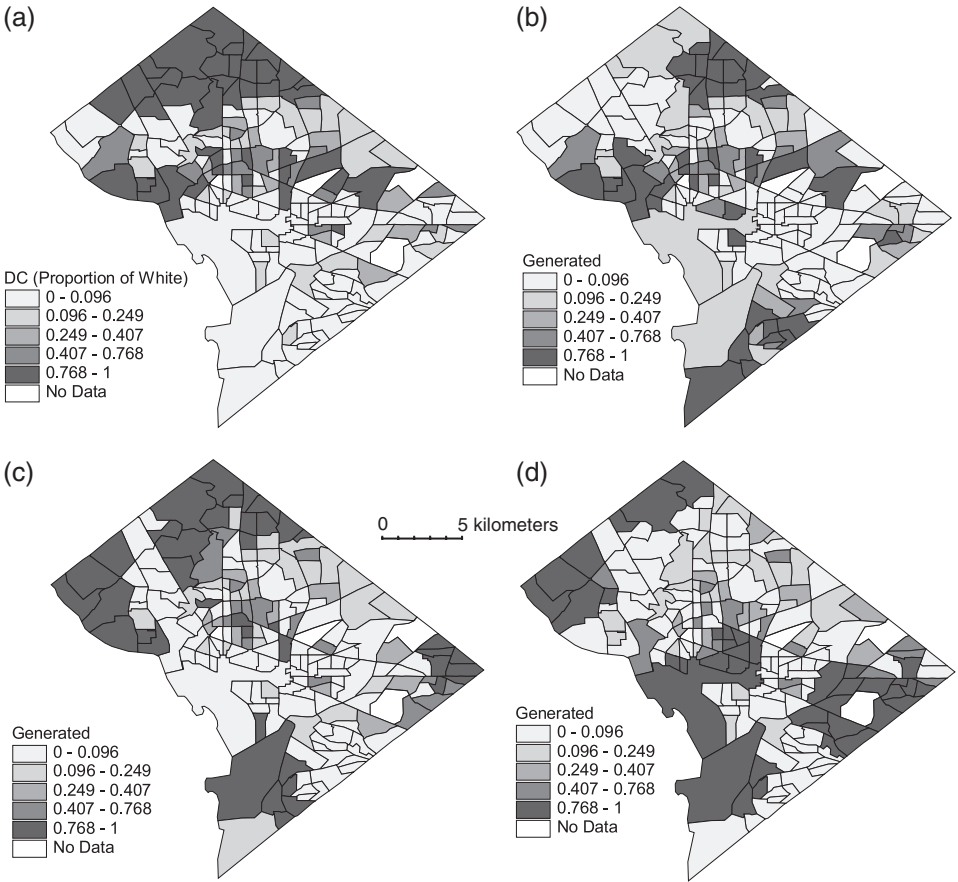 (a)
DC (Proportion of White)
0 - 0.096
0.096 - 0.249
0.249 - 0.407
0.407 - 0.768
0.768 - 1
No Data
(b)
Generated
0 - 0.096
0.096 - 0.249
0.249 - 0.407
0.407 - 0.768
0.768 - 1
No Data
(c)
0 5 kilometers
Generated
0 - 0.096
0.096 - 0.249
0.249 - 0.407
0.407 - 0.768
0.768 - 1
No Data
(d)
Generated
0 - 0.096
0.096 - 0.249
0.249 - 0.407
0.407 - 0.768
0.768 - 1
No Data